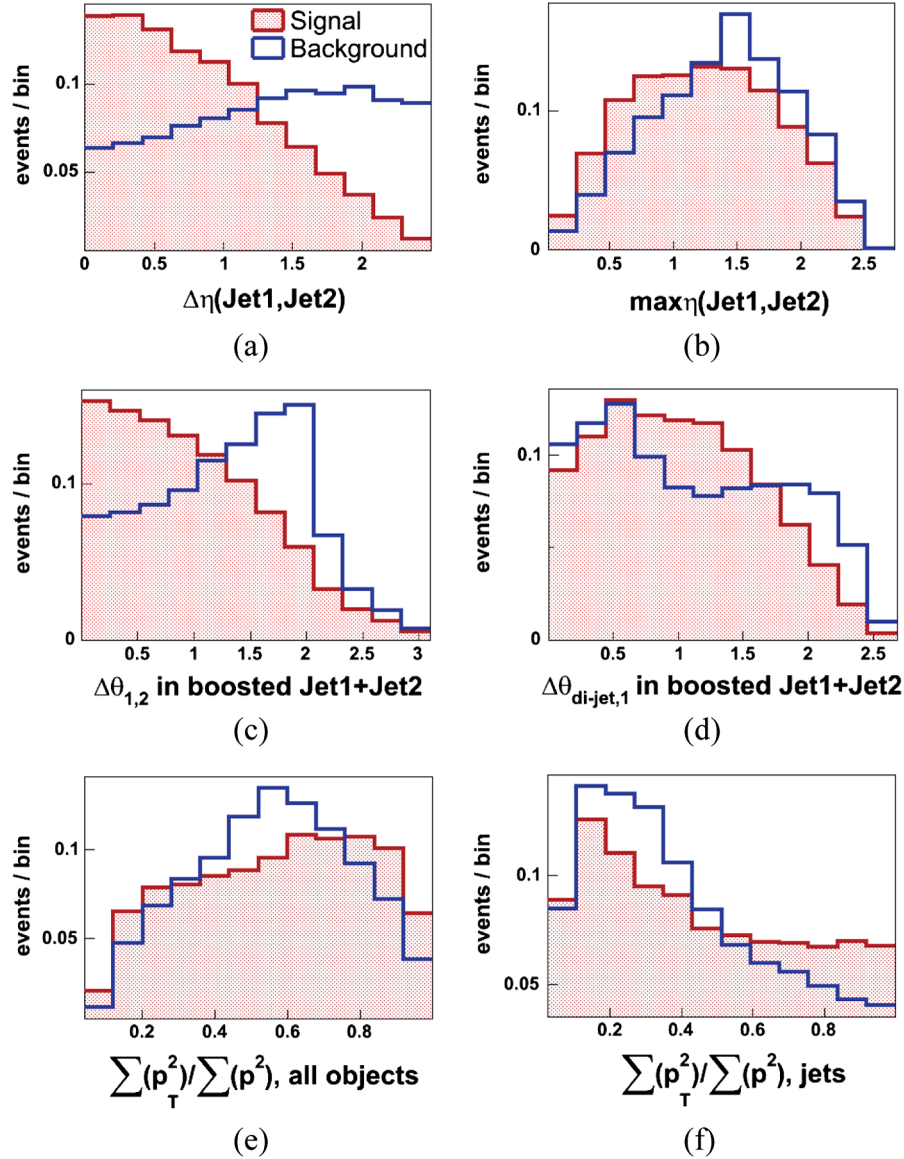 Signal
Background
events / bin
0.1
0.05
0 0.5 1 1.5 2
Δη(Jet1,Jet2)
(a)
events / bin
0.1
0
0.5 1 1.5 2 2.5
maxη(Jet1,Jet2)
(b)
events / bin
0.1
0
0.5 1 1.5 2 2.5 3
Δθ1,2 in boosted Jet1+Jet2
(c)
events / bin
0.1
0
0.5 1 1.5 2 2.5
Δθdi-jet,1 in boosted Jet1+Jet2
(d)
events / bin
0.1
0.05
0.2 0.4 0.6 0.8
∑(p²T)/∑(p²), all objects
(e)
events / bin
0.1
0.05
0.2 0.4 0.6 0.8
∑(p²T)/∑(p²), jets
(f)